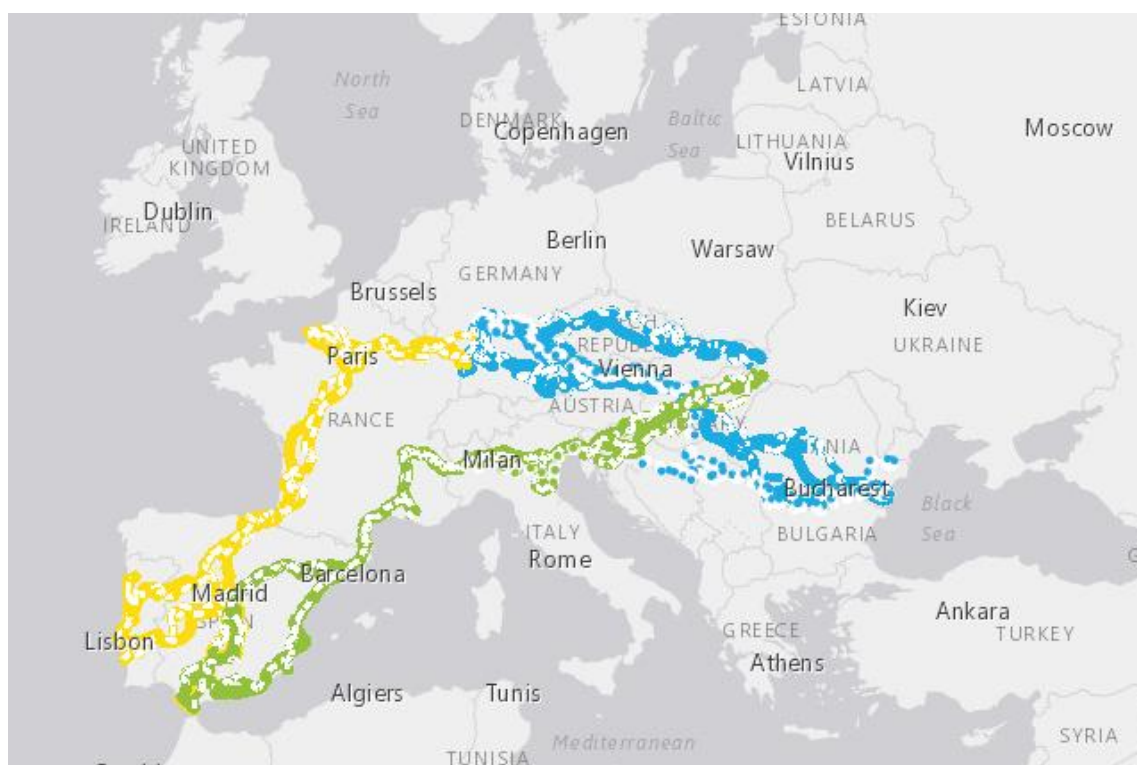 ESTONIA
North
Sea
LATVIA
DENMARK
Copenhagen
Baltic
Sea
Moscow
LITHUANIA
Vilnius
UNITED
KINGDOM
Dublin
IRELAND
BELARUS
Berlin
Warsaw
GERMANY
Brussels
Kiev
UKRAINE
CH
Paris
Vienna
AUSTRIA
RANCE
Milan
NIA
Bucharest
Black
Sea
ITALY
BULGARIA
Rome
Barcelona
Madrid
Lisbon
Ankara
TURKEY
GREECE
Athens
Algiers
Tunis
Mediterranean
SYRIA
TUNISIA